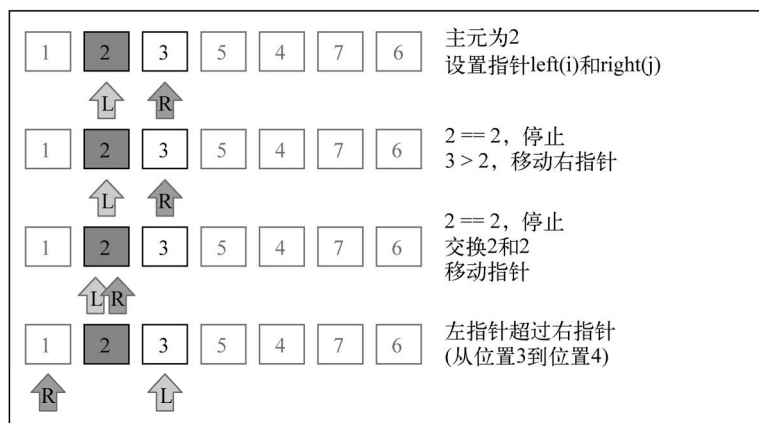 1 2 3 5 4 7 6 主元为2
设置指针left(i)和right(j)
L R
1 2 3 5 4 7 6 2 == 2，停止
3 > 2，移动右指针
L R
1 2 3 5 4 7 6 2 == 2，停止
交换2和2
移动指针
L R
1 2 3 5 4 7 6 左指针超过右指针
(从位置3到位置4)
R L